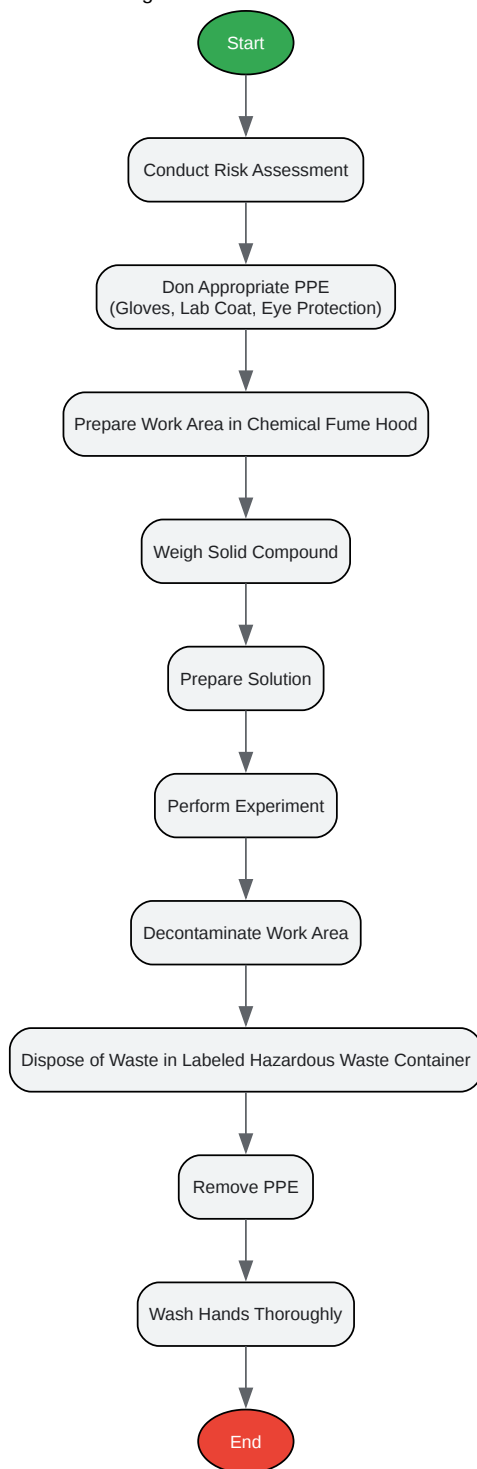 Start
Conduct Risk Assessment
Don Appropriate PPE
(Gloves, Lab Coat, Eye Protection)
Prepare Work Area in Chemical Fume Hood
Weigh Solid Compound
Prepare Solution
Perform Experiment
Decontaminate Work Area
Dispose of Waste in Labeled Hazardous Waste Container
Remove PPE
Wash Hands Thoroughly
End